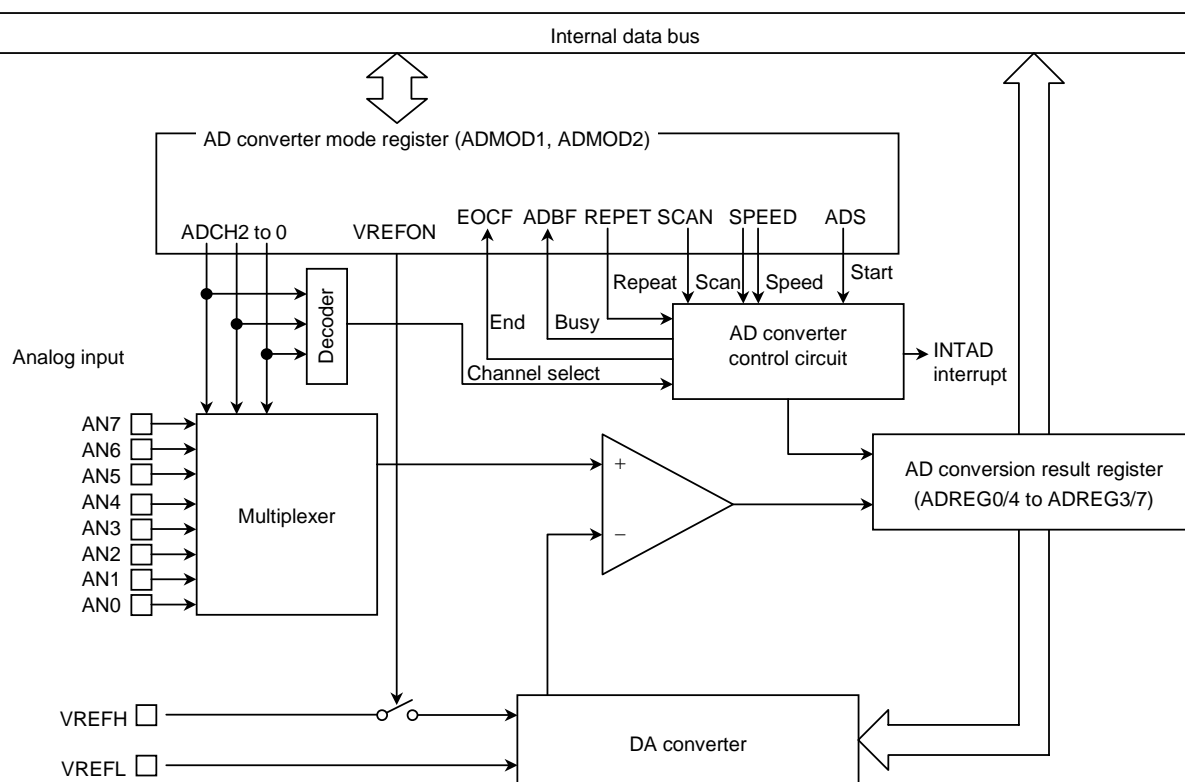 Internal data bus
AD converter mode register (ADMOD1, ADMOD2)
EOCF ADBF REPET SCAN SPEED ADS
ADCH2 to 0 VREFON
Start
Repeat Scan Speed
Decoder
End Busy
AD converter
control circuit
INTAD
interrupt
Analog input
Channel select
AN7
AN6
AN5
AN4
AN3
AN2
AN1
AN0
Multiplexer
+
−
AD conversion result register
(ADREG0/4 to ADREG3/7)
VREFH
VREFL
DA converter